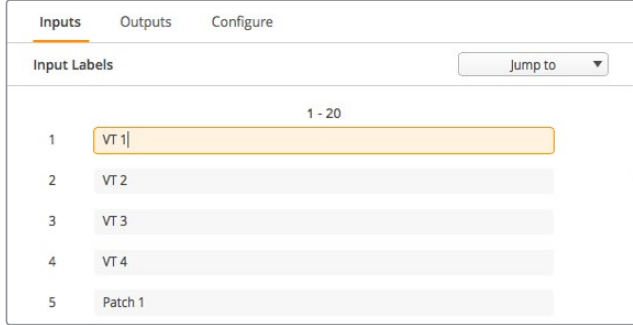 Inputs Outputs Configure
Input Labels Jump to
1 - 20
1 VT 1
2 VT 2
3 VT 3
4 VT 4
5 Patch 1